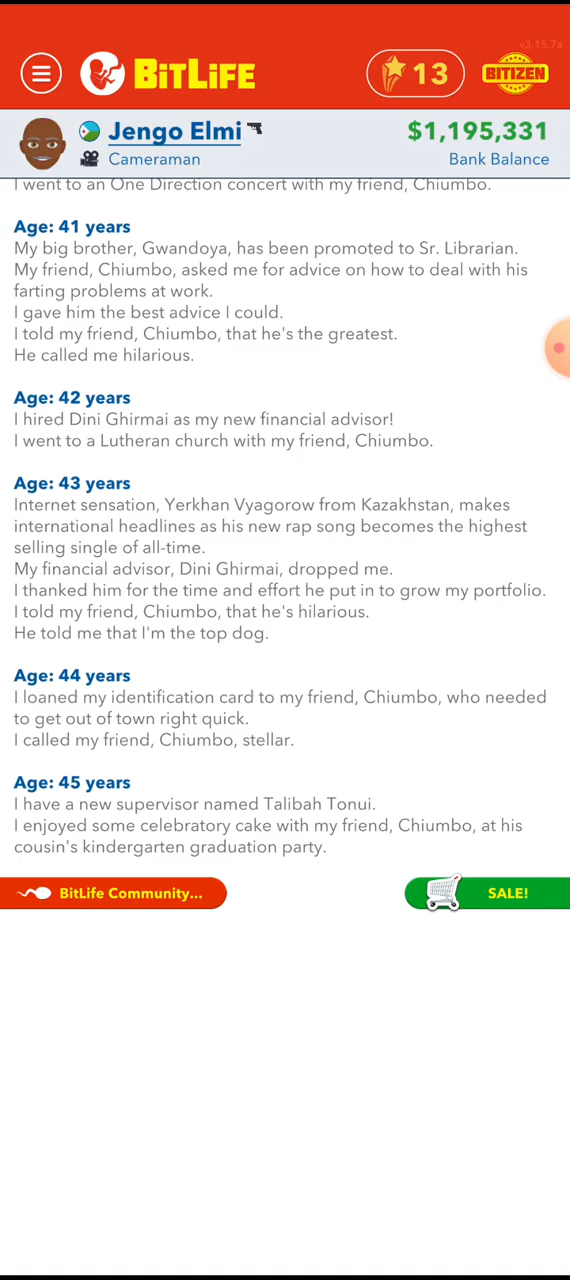 v3.15.7a
BitLife
13
BITIZEN
Jengo Elmi
$1,195,331
Cameraman
Bank Balance
I went to an One Direction concert with my friend, Chiumbo.
Age: 41 years
My big brother, Gwandoya, has been promoted to Sr. Librarian.
My friend, Chiumbo, asked me for advice on how to deal with his
farting problems at work.
I gave him the best advice I could.
I told my friend, Chiumbo, that he's the greatest.
He called me hilarious.
Age: 42 years
I hired Dini Ghirmai as my new financial advisor!
I went to a Lutheran church with my friend, Chiumbo.
Age: 43 years
Internet sensation, Yerkhan Vyagorow from Kazakhstan, makes
international headlines as his new rap song becomes the highest
selling single of all-time.
My financial advisor, Dini Ghirmai, dropped me.
I thanked him for the time and effort he put in to grow my portfolio.
I told my friend, Chiumbo, that he's hilarious.
He told me that I'm the top dog.
Age: 44 years
I loaned my identification card to my friend, Chiumbo, who needed
to get out of town right quick.
I called my friend, Chiumbo, stellar.
Age: 45 years
I have a new supervisor named Talibah Tonui.
I enjoyed some celebratory cake with my friend, Chiumbo, at his
cousin's kindergarten graduation party.
BitLife Community...
SALE!